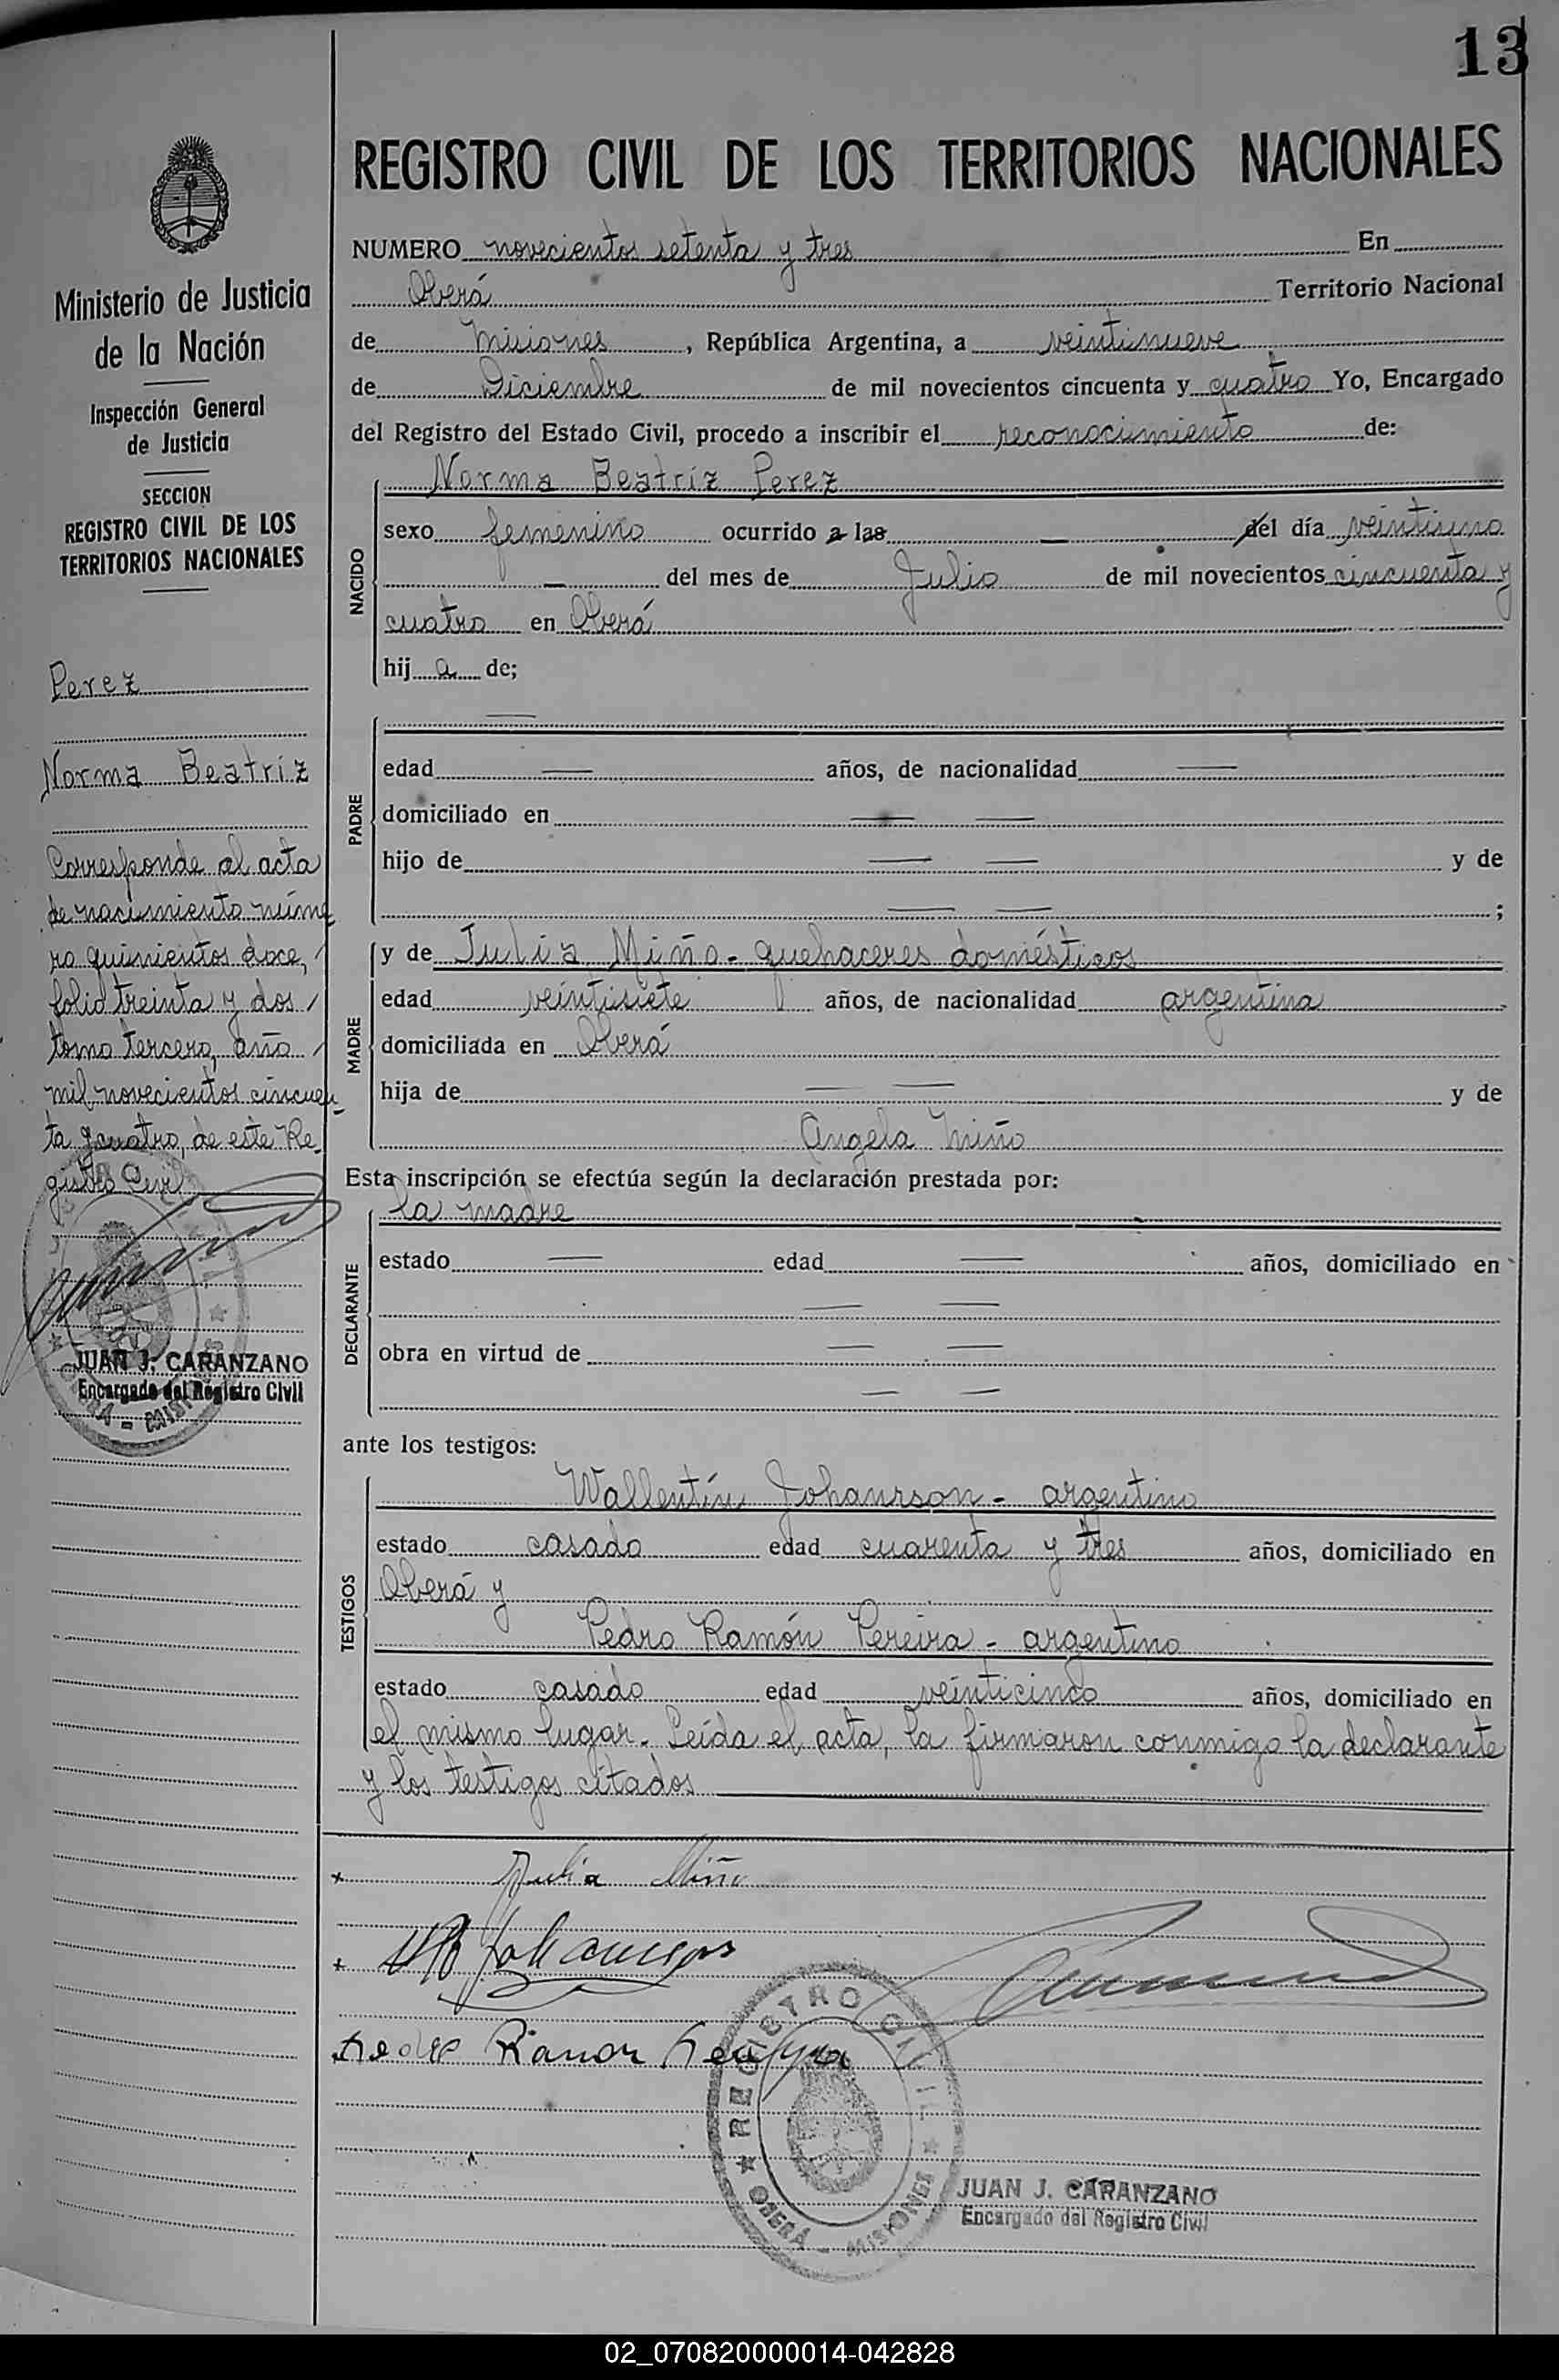 13
REGISTRO CIVIL DE LOS TERRITORIOS NACIONALES
NUMERO novecientos setenta y tres En
Oberá Territorio Nacional
de Misiones, República Argentina, a veintinueve
de Diciembre de mil novecientos cincuenta y cuatro Yo, Encargado
del Registro del Estado Civil, procedo a inscribir el reconocimiento de:
NACIDO
Norma Beatriz Perez
sexo femenino ocurrido a las — del día veintiuno
— del mes de Julio de mil novecientos cincuenta y
cuatro en Oberá
hija de;
PADRE
—
edad — años, de nacionalidad —
domiciliado en — —
hijo de — — y de
— — ;
MADRE
y de Julia Miño - quehaceres domésticos
edad veintisiete años, de nacionalidad argentina
domiciliada en Oberá
hija de — — y de
Angela Miño
Esta inscripción se efectúa según la declaración prestada por:
DECLARANTE
la madre
estado — edad — años, domiciliado en
— —
obra en virtud de — —
— —
ante los testigos:
TESTIGOS
Wallentín Johansson - argentino
estado casado edad cuarenta y tres años, domiciliado en
Oberá y
Pedro Ramón Pereira - argentino
estado casado edad veinticinco años, domiciliado en
el mismo lugar. Leída el acta, la firmaron conmigo la declarante
y los testigos citados
Julia Miño
Johansson
Ramon
REGISTRO CIVIL
OBERÁ - MISIONES
JUAN J. CARANZANO
Encargado del Registro Civil
Ministerio de Justicia
de la Nación
Inspección General
de Justicia
SECCION
REGISTRO CIVIL DE LOS
TERRITORIOS NACIONALES
Perez
Norma Beatriz
Corresponde al acta
de nacimiento núme
ro quinientos doce,
folio treinta y dos
tomo tercero, año
mil novecientos cincuen
ta y cuatro, de este Re-
gistro Civil
JUAN J. CARANZANO
Encargado del Registro Civil
OBERÁ - MISIONES
02_070820000014-042828